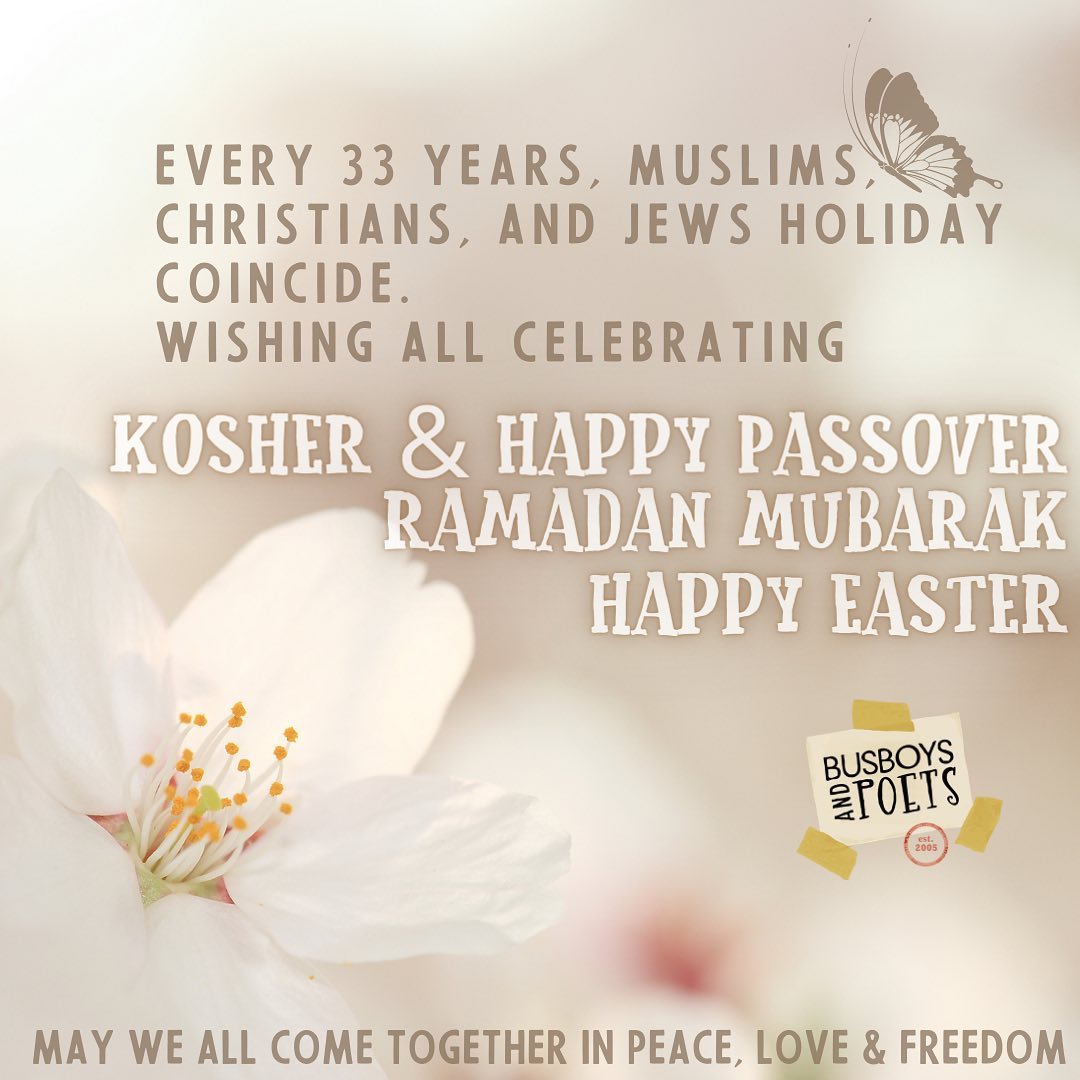 EVERY 33 YEARS, MUSLIMS,
CHRISTIANS, AND JEWS HOLIDAY
COINCIDE.
WISHING ALL CELEBRATING
KOSHER & HAPPY PASSOVER
RAMADAN MUBARAK
HAPPY EASTER
BUSBOYS
AND POETS
est.
2005
MAY WE ALL COME TOGETHER IN PEACE, LOVE & FREEDOM